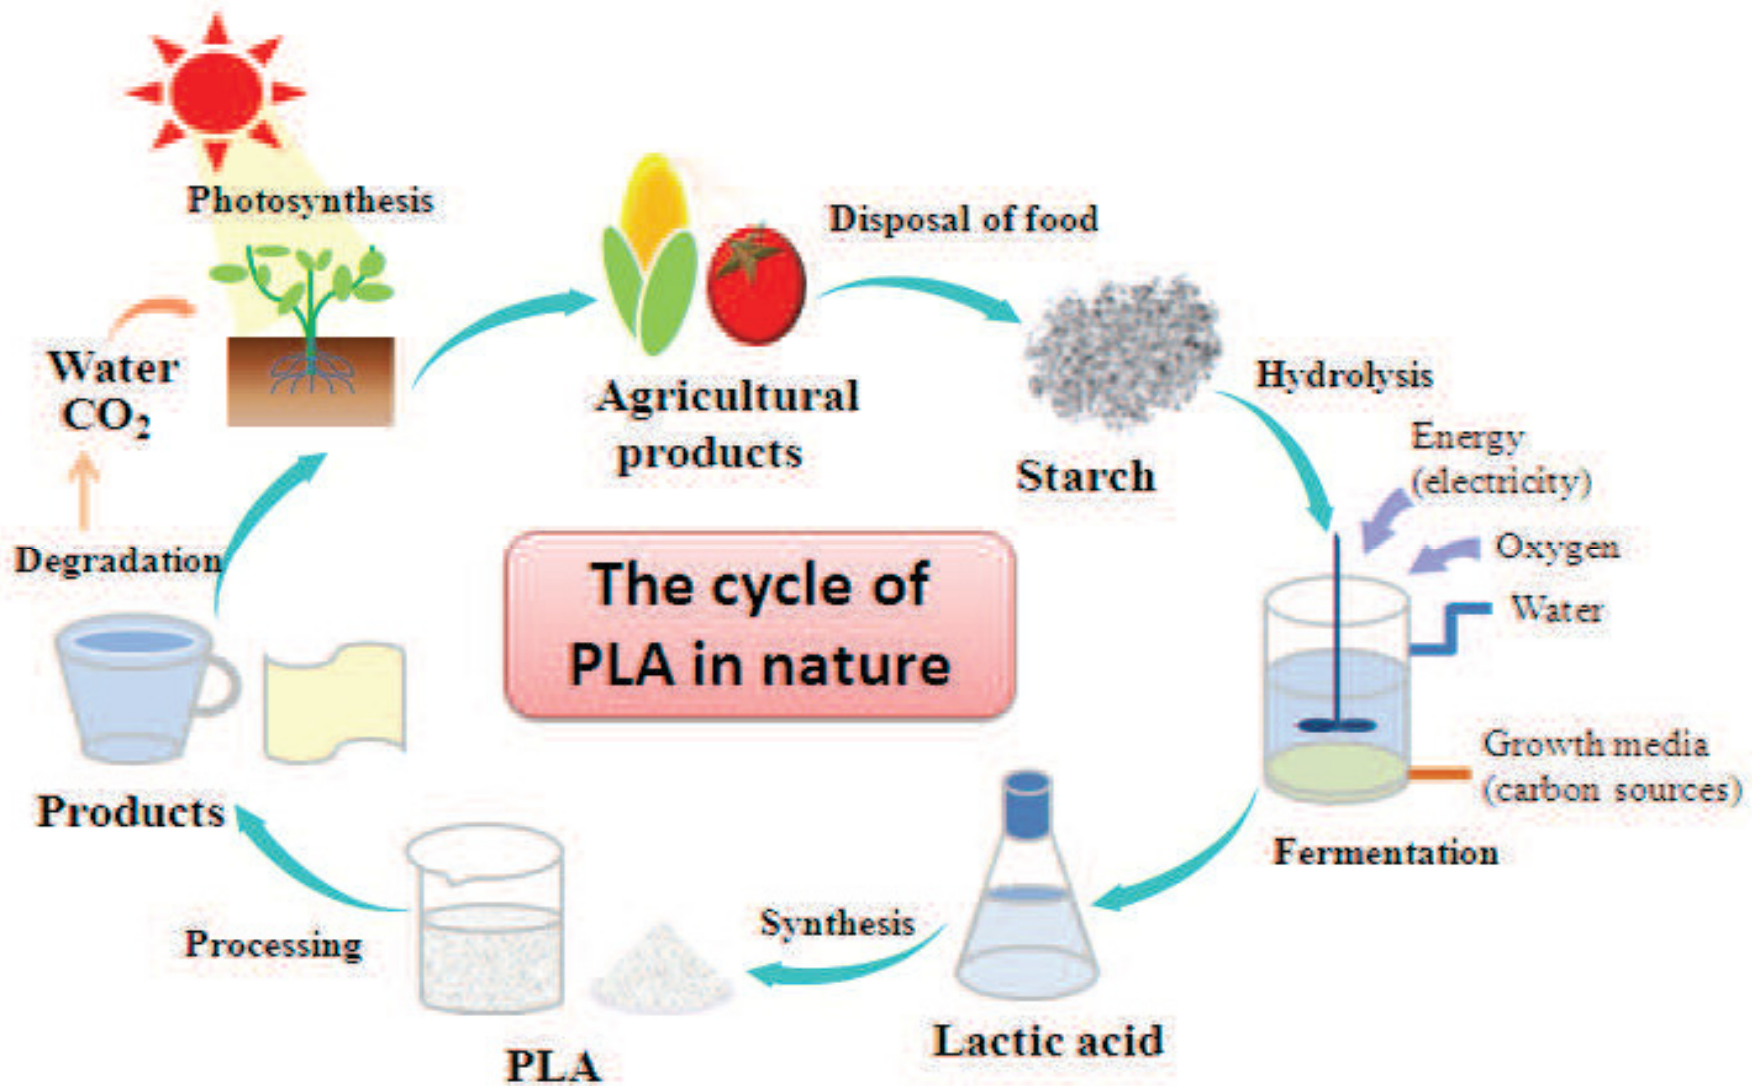 Photosynthesis
Disposal of food
Water
CO₂
Hydrolysis
Agricultural
products
Starch
Energy
(electricity)
Oxygen
Water
Degradation
The cycle of
PLA in nature
Growth media
(carbon sources)
Products
Fermentation
Synthesis
Processing
Lactic acid
PLA